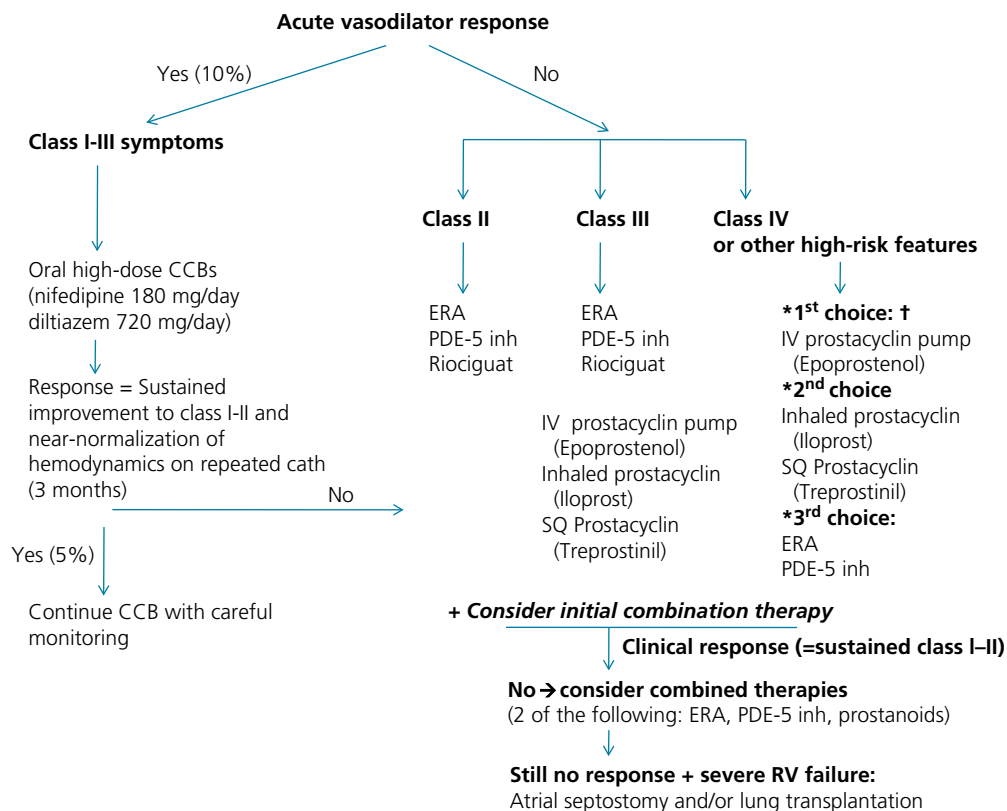 Acute vasodilator response
Yes (10%)
No
Class I-III symptoms
Class II
Class III
Class IV
or other high-risk features
Oral high-dose CCBs
(nifedipine 180 mg/day
diltiazem 720 mg/day)
Response = Sustained
improvement to class I-II and
near-normalization of
hemodynamics on repeated cath
(3 months)
No
Yes (5%)
Continue CCB with careful
monitoring
ERA
PDE-5 inh
Riociguat
ERA
PDE-5 inh
Riociguat
IV prostacyclin pump
(Epoprostenol)
Inhaled prostacyclin
(Iloprost)
SQ Prostacyclin
(Treprostinil)
*1st choice: †
IV prostacyclin pump
(Epoprostenol)
*2nd choice
Inhaled prostacyclin
(Iloprost)
SQ Prostacyclin
(Treprostinil)
*3rd choice:
ERA
PDE-5 inh
+ Consider initial combination therapy
Clinical response (=sustained class I–II)
No → consider combined therapies
(2 of the following: ERA, PDE-5 inh, prostanoids)
Still no response + severe RV failure:
Atrial septostomy and/or lung transplantation